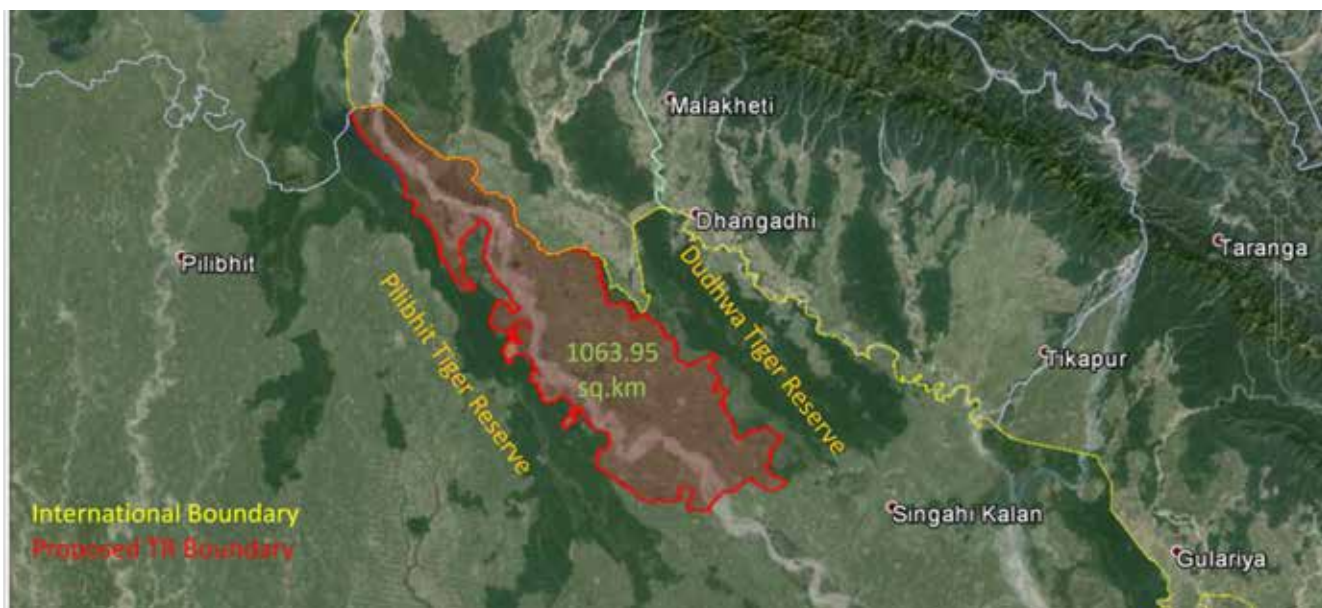 Malakheti
Dhangadhi
Taranga
Pilibhit
Pilibhit Tiger Reserve
Dudhwa Tiger Reserve
1063.95
sq.km
Tikapur
International Boundary
Proposed TR Boundary
Singahi Kalan
Gulariya